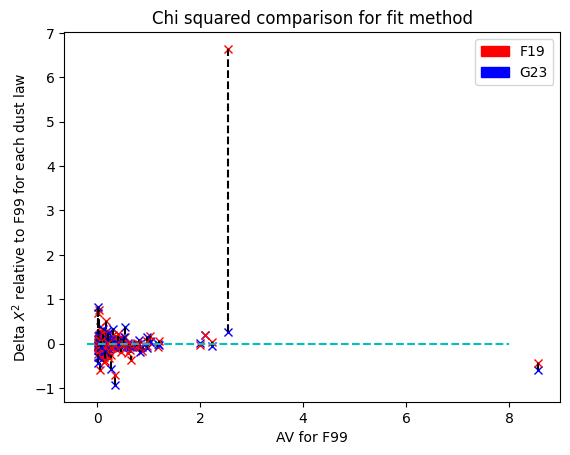 Chi squared comparison for fit method
F19
G23
Delta X² relative to F99 for each dust law
7
6
5
4
3
2
1
0
−1
0
2
4
6
8
AV for F99